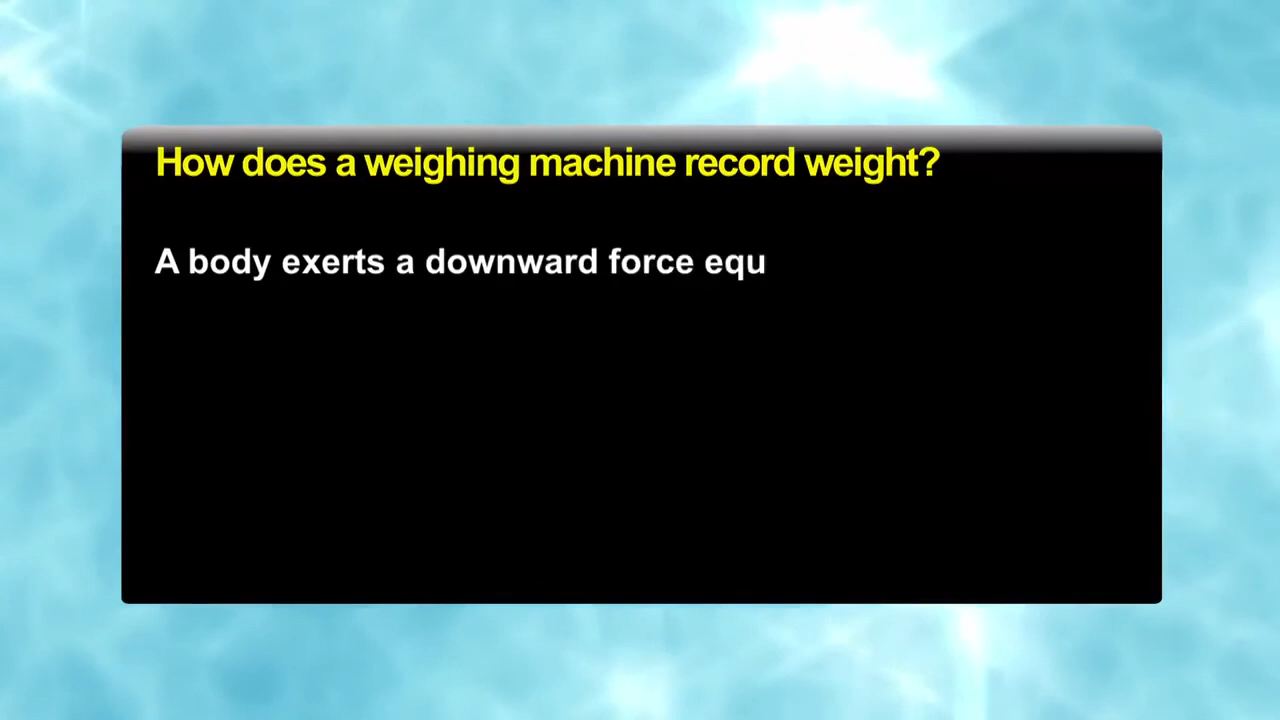 How does a weighing machine record weight?
A body exerts a downward force equ